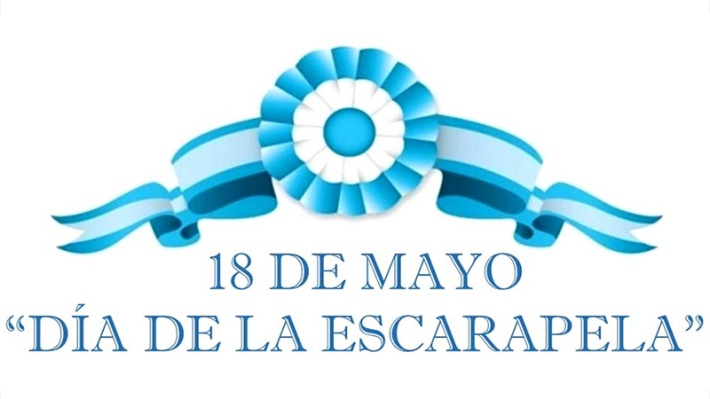 18 DE MAYO
“DÍA DE LA ESCARAPELA”